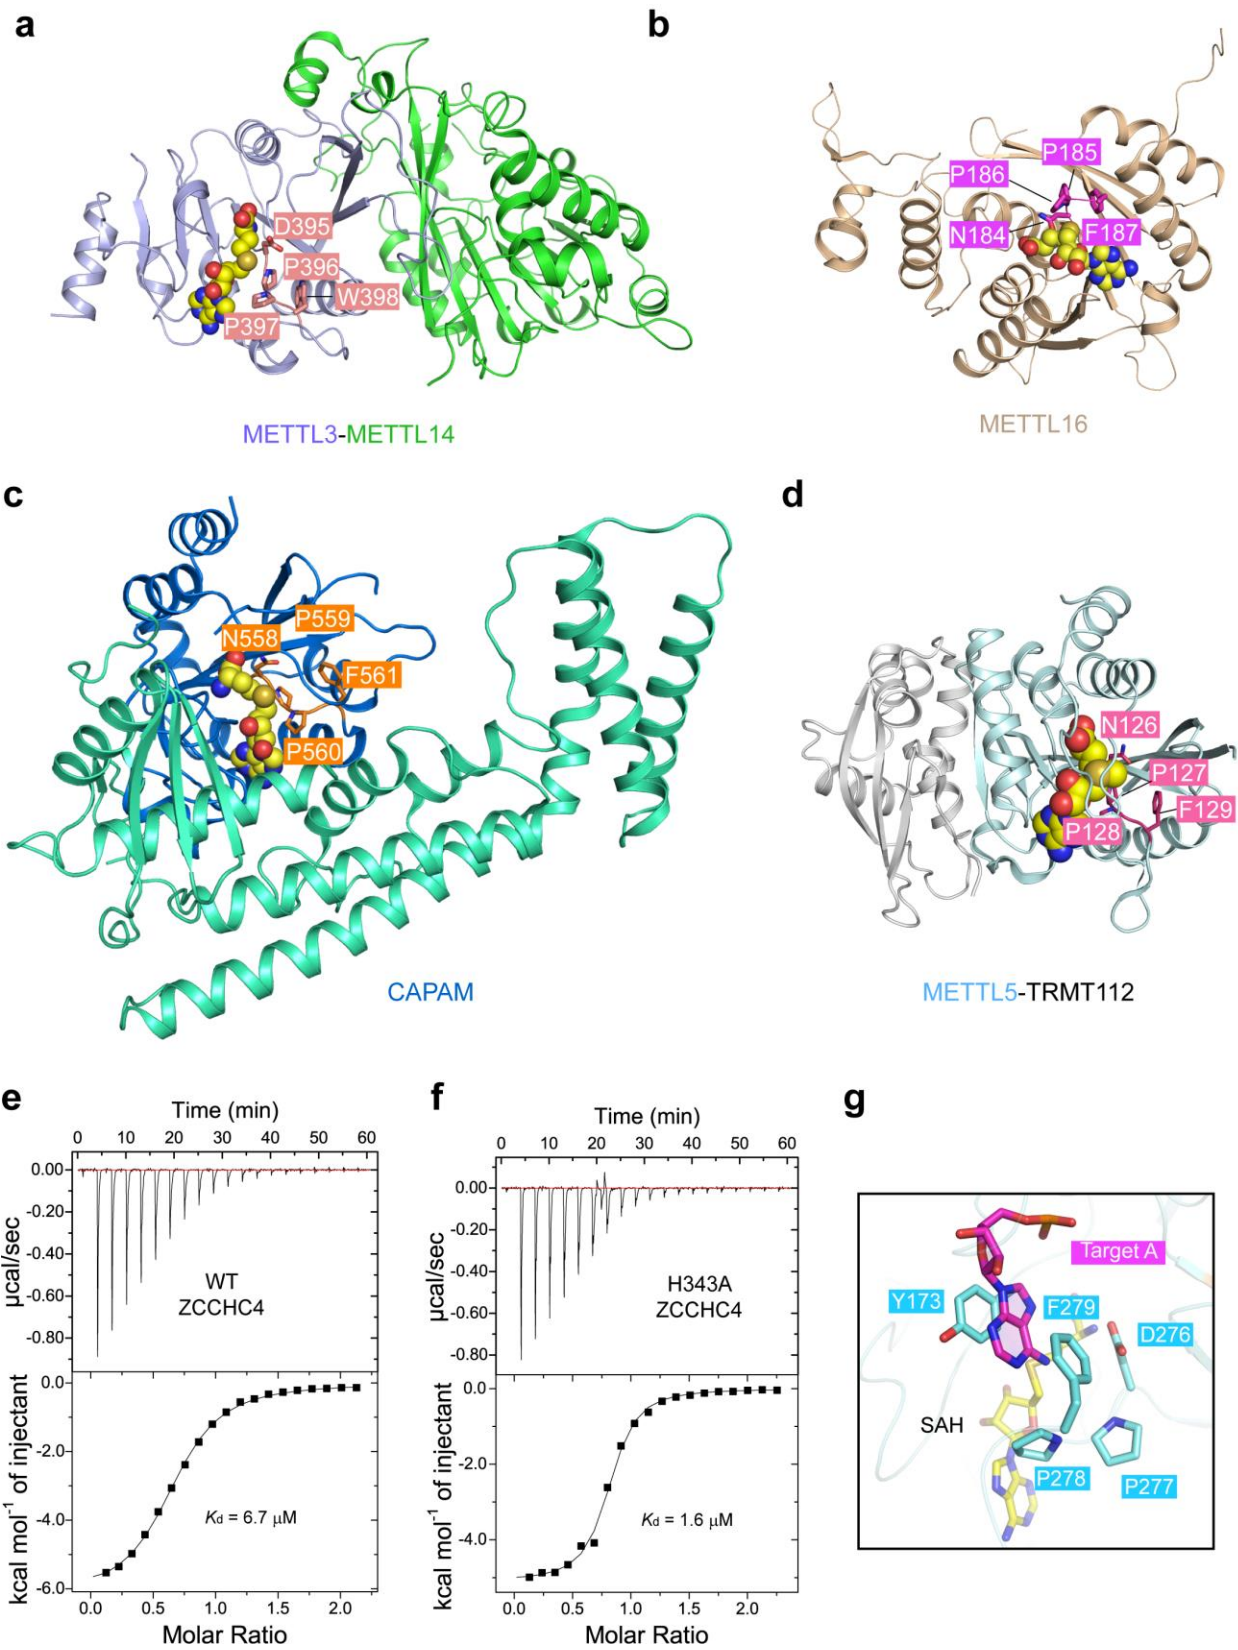 a
D395
P396
W398
P397
METTL3-METTL14
b
P185
P186
N184
F187
METTL16
c
P559
N558
F561
P560
CAPAM
d
N126
P127
F129
P128
METTL5-TRMT112
e
Time (min)
0 10 20 30 40 50 60
0.00
-0.20
-0.40
-0.60
-0.80
µcal/sec
WT
ZCCHC4
0.0
-2.0
-4.0
-6.0
kcal mol⁻¹ of injectant
Kd = 6.7 µM
0.0 0.5 1.0 1.5 2.0
Molar Ratio
f
Time (min)
0 10 20 30 40 50 60
0.00
-0.20
-0.40
-0.60
-0.80
µcal/sec
H343A
ZCCHC4
0.0
-2.0
-4.0
kcal mol⁻¹ of injectant
Kd = 1.6 µM
0.0 0.5 1.0 1.5 2.0
Molar Ratio
g
Target A
Y173
F279
D276
SAH
P278
P277